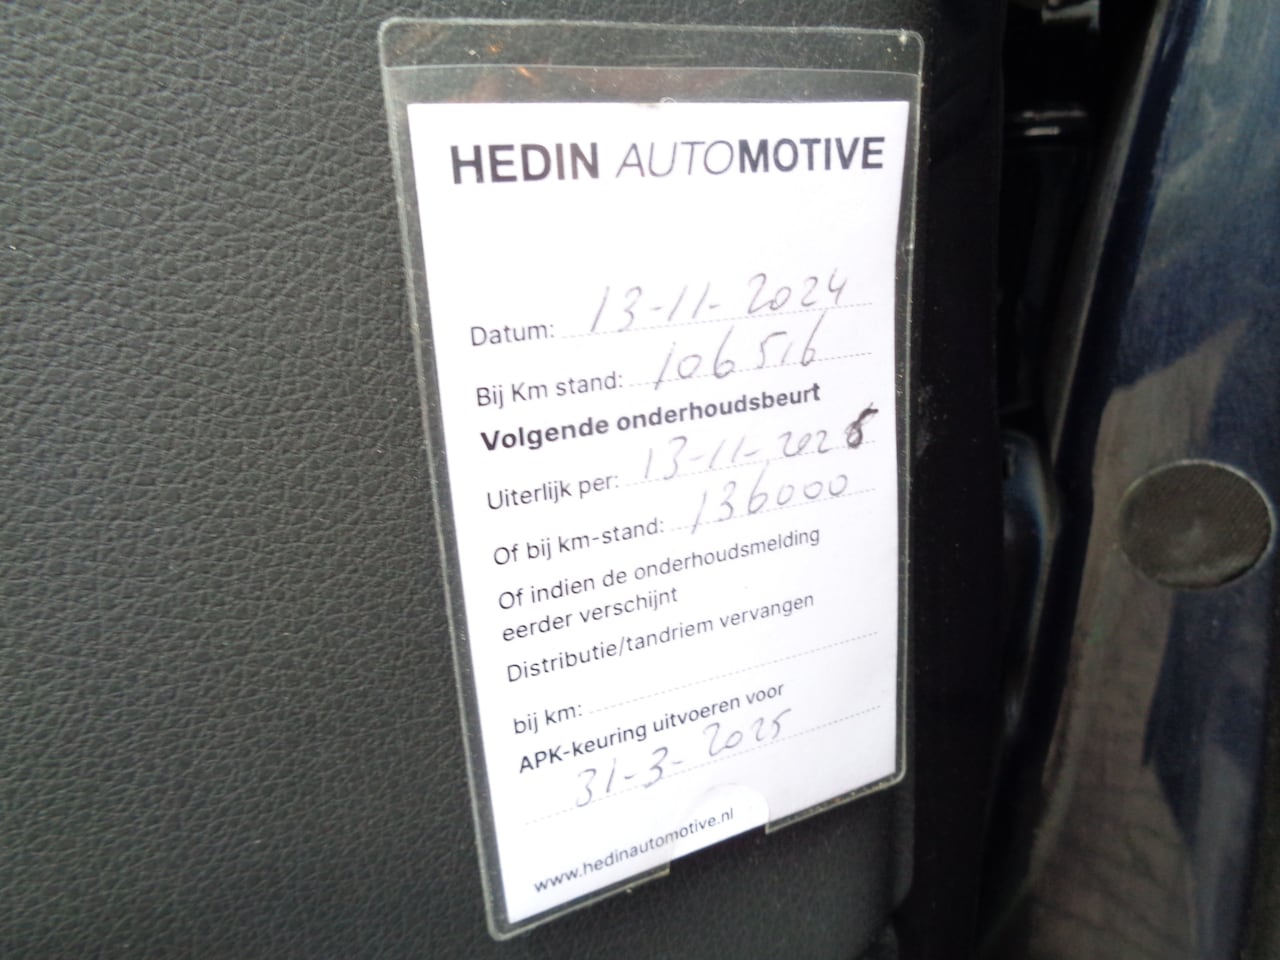 HEDIN AUTOMOTIVE
Datum: 13-11-2024
Bij Km stand: 106516
Volgende onderhoudsbeurt
Uiterlijk per: 13-11-2025
Of bij km-stand: 136000
Of indien de onderhoudsmelding
eerder verschijnt
Distributie/tandriem vervangen
bij km:
APK-keuring uitvoeren voor
31-3-2025
www.hedinautomotive.nl